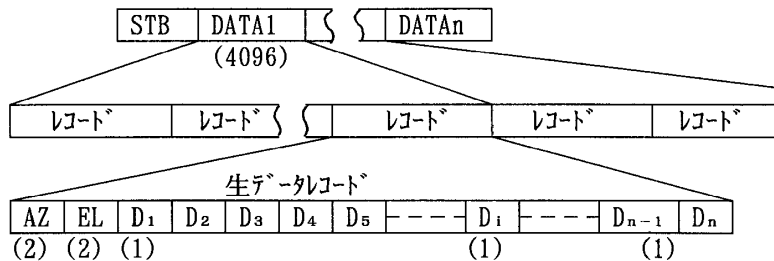 STB DATA1 DATAn
(4096)
レコード レコード レコード レコード レコード
生データレコード
AZ EL D₁ D₂ D₃ D₄ D₅ Dᵢ Dₙ₋₁ Dₙ
(2) (2) (1) (1) (1)